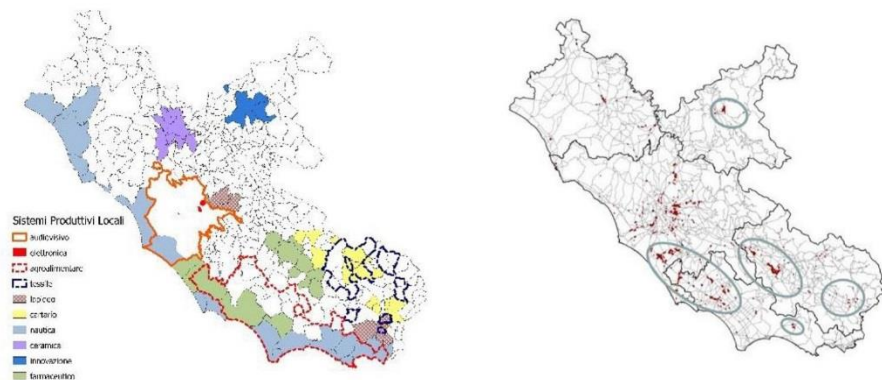 Sistemi Produttivi Locali
audiovisivo
elettronica
agroalimentare
tessile
lapideo
cartario
nautica
ceramica
innovazione
farmaceutico